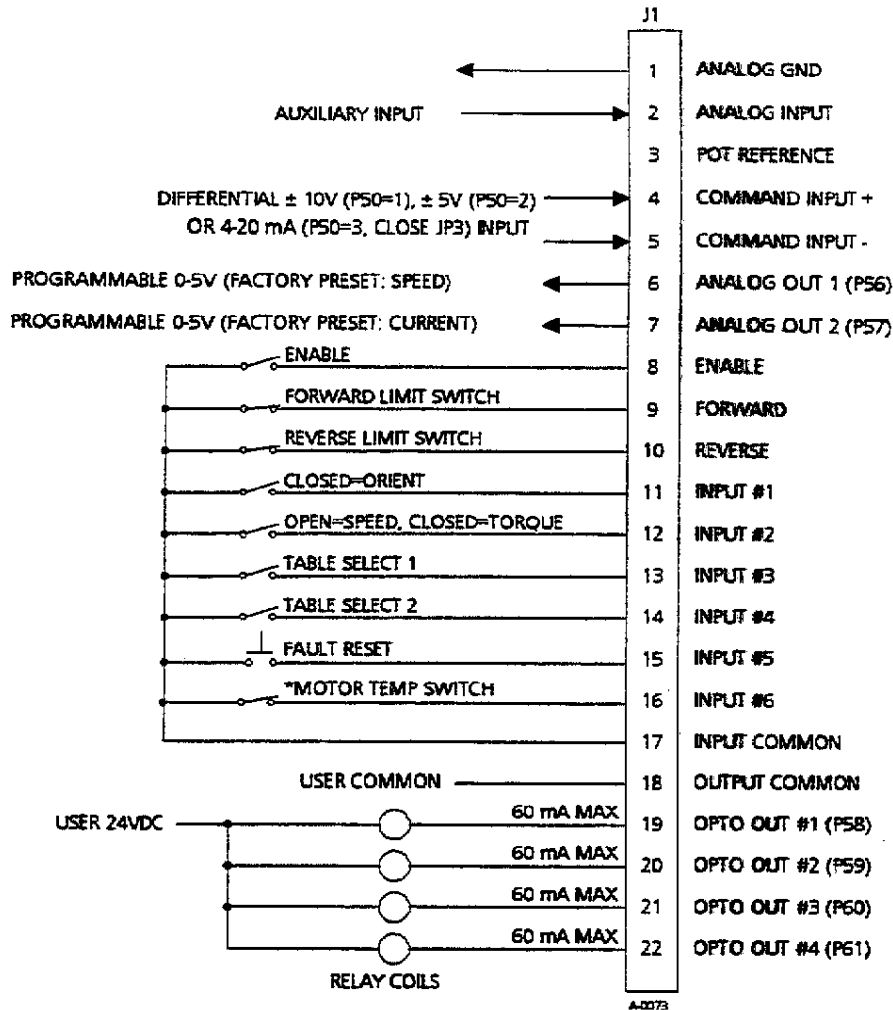 J1
1 ANALOG GND
AUXILIARY INPUT 2 ANALOG INPUT
3 POT REFERENCE
DIFFERENTIAL ± 10V (P50=1), ± 5V (P50=2) 4 COMMAND INPUT +
OR 4-20 mA (P50=3, CLOSE JP3) INPUT 5 COMMAND INPUT -
PROGRAMMABLE 0-5V (FACTORY PRESET: SPEED) 6 ANALOG OUT 1 (P56)
PROGRAMMABLE 0-5V (FACTORY PRESET: CURRENT) 7 ANALOG OUT 2 (P57)
ENABLE 8 ENABLE
FORWARD LIMIT SWITCH 9 FORWARD
REVERSE LIMIT SWITCH 10 REVERSE
CLOSED=ORIENT 11 INPUT #1
OPEN=SPEED, CLOSED=TORQUE 12 INPUT #2
TABLE SELECT 1 13 INPUT #3
TABLE SELECT 2 14 INPUT #4
FAULT RESET 15 INPUT #5
*MOTOR TEMP SWITCH 16 INPUT #6
17 INPUT COMMON
USER COMMON 18 OUTPUT COMMON
USER 24VDC 60 mA MAX 19 OPTO OUT #1 (P58)
60 mA MAX 20 OPTO OUT #2 (P59)
60 mA MAX 21 OPTO OUT #3 (P60)
60 mA MAX 22 OPTO OUT #4 (P61)
RELAY COILS
A-0073